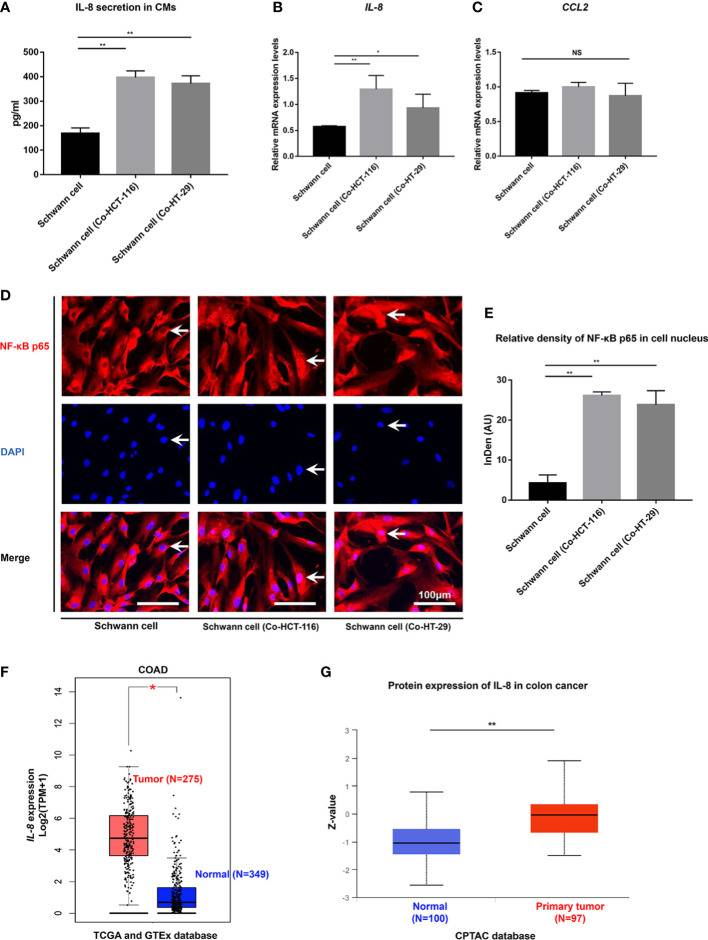 A
IL-8 secretion in CMs
**
**
pg/ml
500
400
300
200
100
0
Schwann cell
Schwann cell (Co-HCT-116)
Schwann cell (Co-HT-29)
B
IL-8
*
**
Relative mRNA expression levels
2.0
1.5
1.0
0.5
0.0
Schwann cell
Schwann cell (Co-HCT-116)
Schwann cell (Co-HT-29)
C
CCL2
NS
Relative mRNA expression levels
2.0
1.5
1.0
0.5
0.0
Schwann cell
Schwann cell (Co-HCT-116)
Schwann cell (Co-HT-29)
D
NF-κB p65
DAPI
Merge
100μm
Schwann cell
Schwann cell (Co-HCT-116)
Schwann cell (Co-HT-29)
E
Relative density of NF-κB p65 in cell nucleus
**
**
InDen (AU)
30
20
10
0
Schwann cell
Schwann cell (Co-HCT-116)
Schwann cell (Co-HT-29)
F
COAD
*
IL-8 expression
Log2(TPM+1)
14
12
10
8
6
4
2
0
Tumor (N=275)
Normal (N=349)
TCGA and GTEx database
G
Protein expression of IL-8 in colon cancer
**
Z-value
3
2
1
0
-1
-2
-3
Normal
(N=100)
Primary tumor
(N=97)
CPTAC database